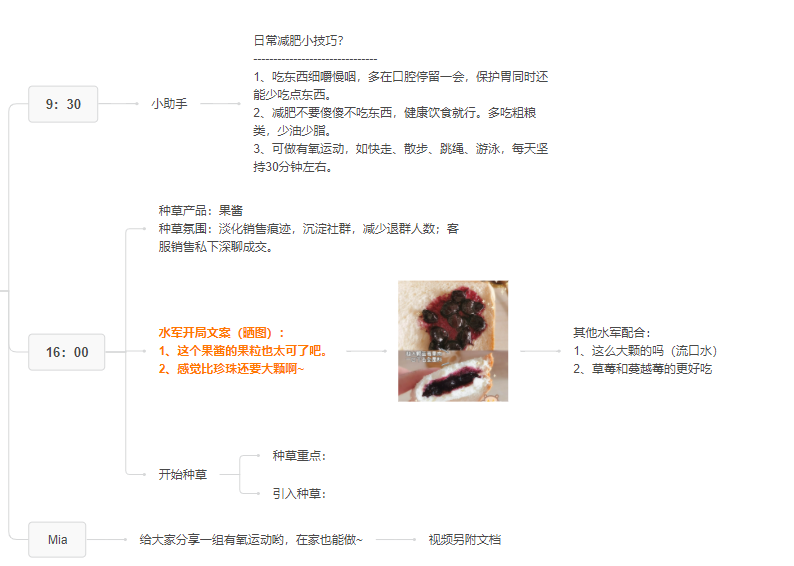 日常减肥小技巧?
-------------------------------
9：30
小助手
1、吃东西细嚼慢咽，多在口腔停留一会，保护胃同时还
能少吃点东西。
2、减肥不要傻傻不吃东西，健康饮食就行。多吃粗粮
类，少油少脂。
3、可做有氧运动，如快走、散步、跳绳、游泳，每天坚
持30分钟左右。
16：00
种草产品：果酱
种草氛围：淡化销售痕迹，沉淀社群，减少退群人数；客
服销售私下深聊成交。
水军开局文案（晒图）：
1、这个果酱的果粒也太可了吧。
2、感觉比珍珠还要大颗啊~
其他水军配合：
1、这么大颗的吗（流口水）
2、草莓和蔓越莓的更好吃
开始种草
种草重点：
引入种草：
Mia
给大家分享一组有氧运动哟，在家也能做~
视频另附文档